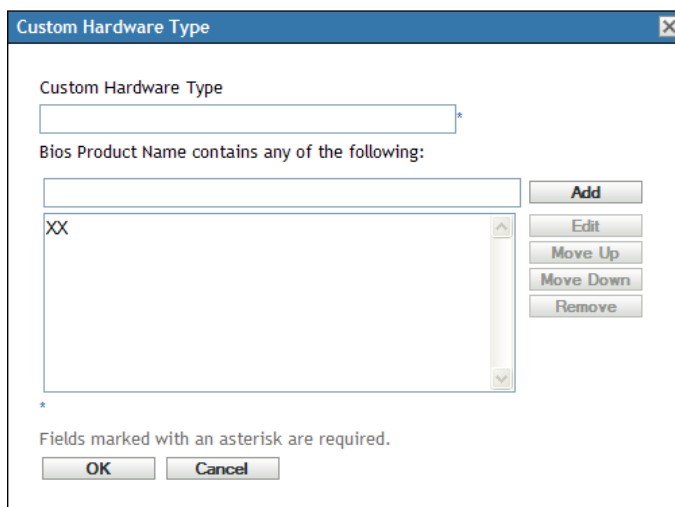 Custom Hardware Type
Custom Hardware Type
*
Bios Product Name contains any of the following:
Add
XX
Edit
Move Up
Move Down
Remove
*
Fields marked with an asterisk are required.
OK Cancel